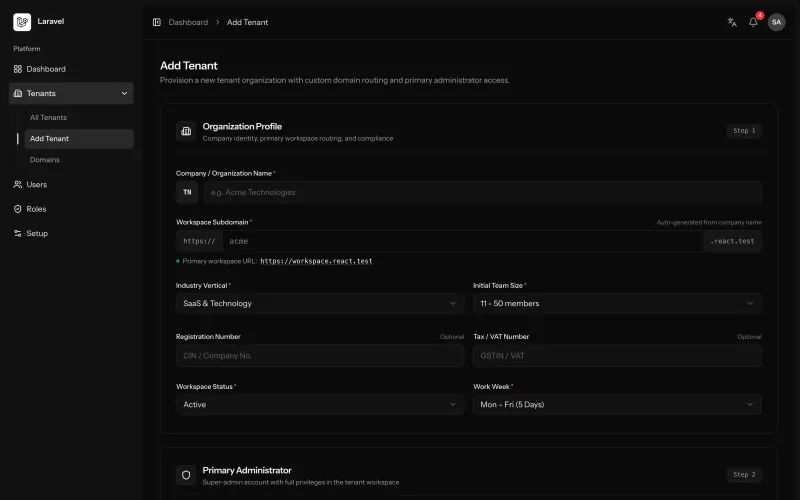 Laravel
Platform
Dashboard
Tenants
All Tenants
Add Tenant
Domains
Users
Roles
Setup
Dashboard > Add Tenant
4
SA
Add Tenant
Provision a new tenant organization with custom domain routing and primary administrator access.
Organization Profile
Company identity, primary workspace routing, and compliance
Step 1
Company / Organization Name *
TN e.g. Acme Technologies
Workspace Subdomain * Auto-generated from company name
https:// acme .react.test
Primary workspace URL: https://workspace.react.test
Industry Vertical * Initial Team Size *
SaaS & Technology 11 - 50 members
Registration Number Optional Tax / VAT Number Optional
CIN / Company No. GSTIN / VAT
Workspace Status * Work Week *
Active Mon – Fri (5 Days)
Primary Administrator
Super-admin account with full privileges in the tenant workspace
Step 2